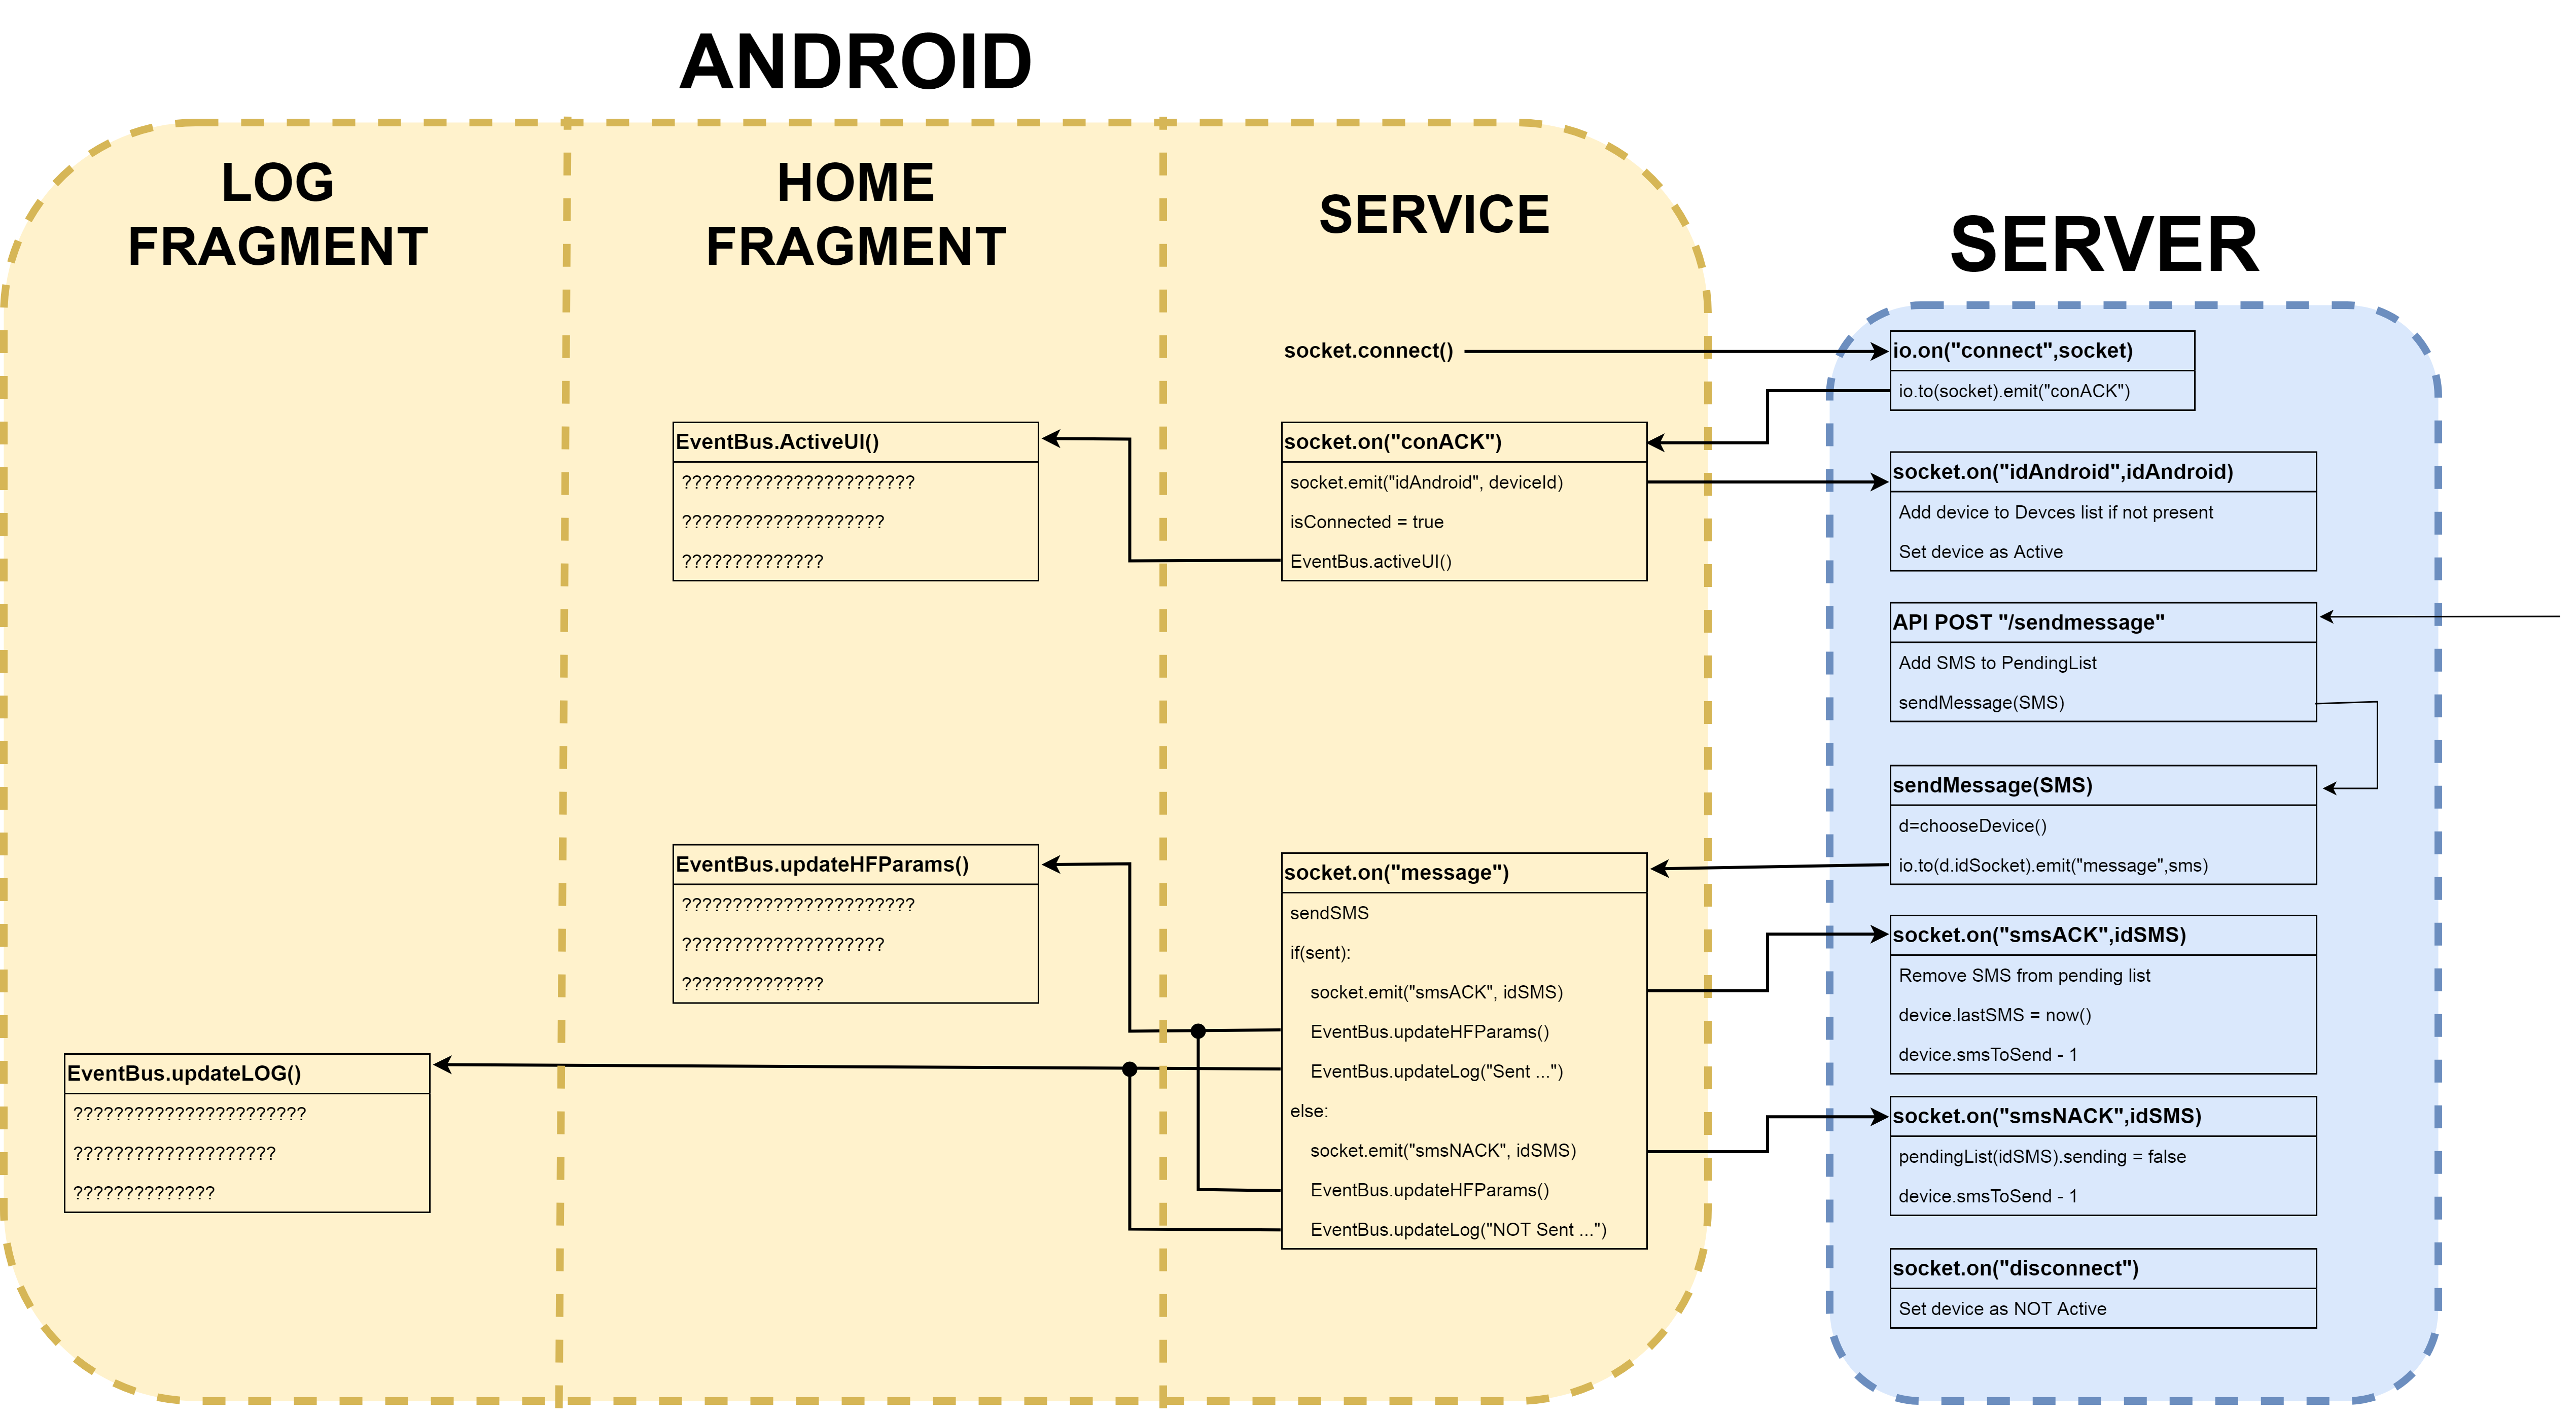 ANDROID
LOG
FRAGMENT
HOME
FRAGMENT
SERVICE
SERVER
socket.connect()
io.on("connect",socket)
io.to(socket).emit("conACK")
EventBus.ActiveUI()
???????????????????????
????????????????????
??????????????
socket.on("conACK")
socket.emit("idAndroid", deviceId)
isConnected = true
EventBus.activeUI()
socket.on("idAndroid",idAndroid)
Add device to Devces list if not present
Set device as Active
API POST "/sendmessage"
Add SMS to PendingList
sendMessage(SMS)
sendMessage(SMS)
d=chooseDevice()
io.to(d.idSocket).emit("message",sms)
EventBus.updateHFParams()
???????????????????????
????????????????????
??????????????
socket.on("message")
sendSMS
if(sent):
socket.emit("smsACK", idSMS)
EventBus.updateHFParams()
EventBus.updateLog("Sent ...")
else:
socket.emit("smsNACK", idSMS)
EventBus.updateHFParams()
EventBus.updateLog("NOT Sent ...")
socket.on("smsACK",idSMS)
Remove SMS from pending list
device.lastSMS = now()
device.smsToSend - 1
EventBus.updateLOG()
???????????????????????
????????????????????
??????????????
socket.on("smsNACK",idSMS)
pendingList(idSMS).sending = false
device.smsToSend - 1
socket.on("disconnect")
Set device as NOT Active